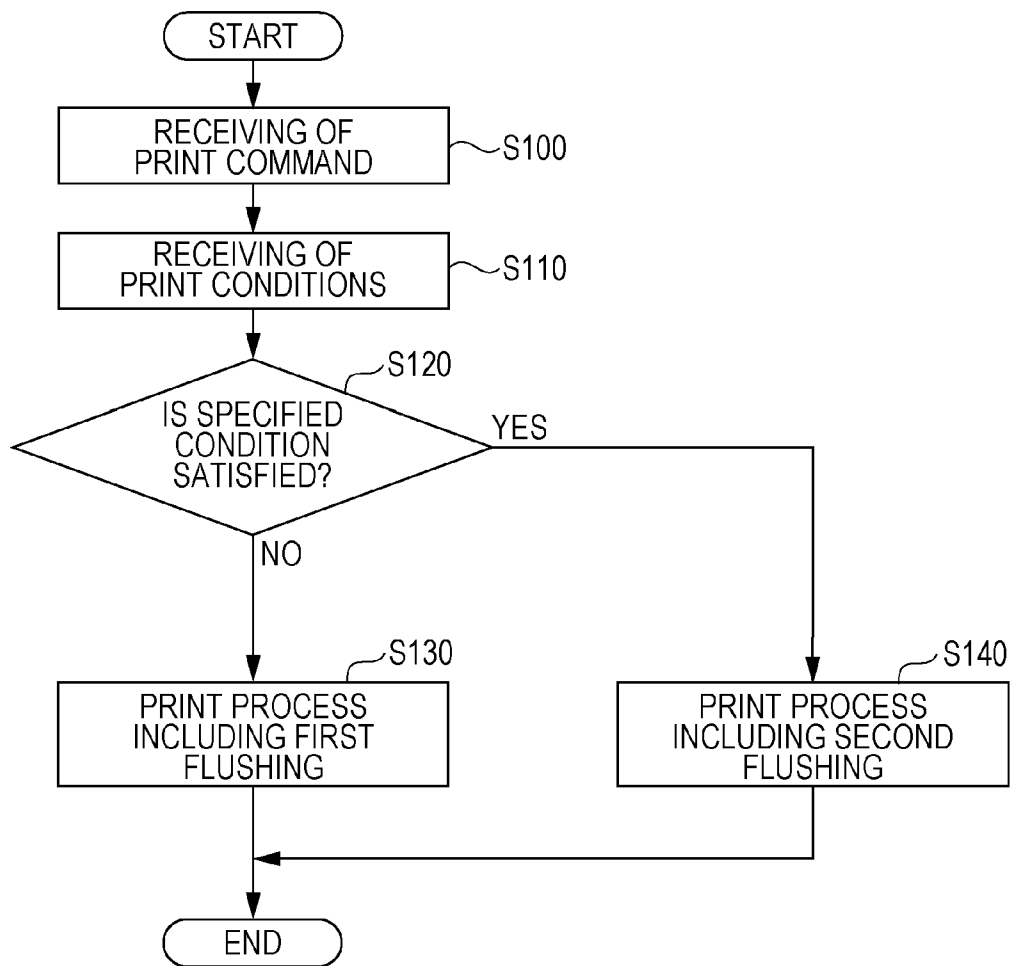 START
RECEIVING OF
PRINT COMMAND
S100
RECEIVING OF
PRINT CONDITIONS
S110
S120
IS SPECIFIED
CONDITION
SATISFIED?
YES
NO
S130
PRINT PROCESS
INCLUDING FIRST
FLUSHING
S140
PRINT PROCESS
INCLUDING SECOND
FLUSHING
END